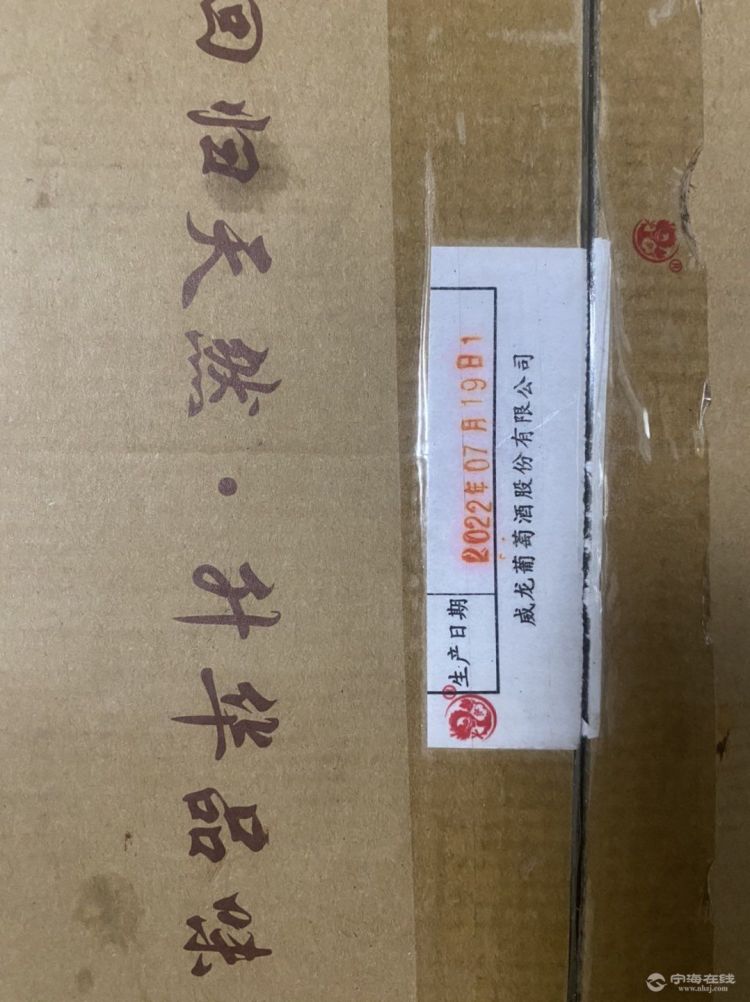 回归天然·升华品味
生产日期 2022年07月19日1
威龙葡萄酒股份有限公司
宁海在线
www.nhzj.com